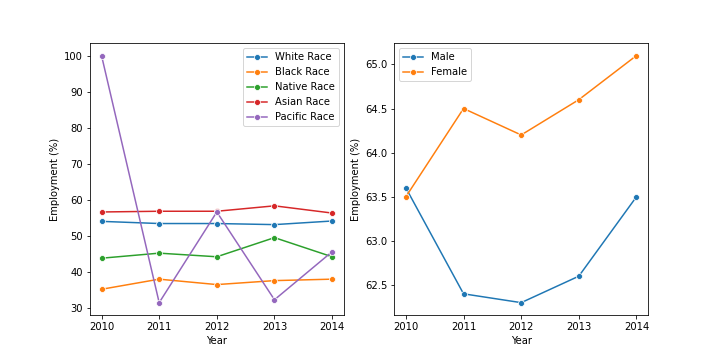 100
90
80
70
60
50
40
30
Employment (%)
2010 2011 2012 2013 2014
Year
White Race
Black Race
Native Race
Asian Race
Pacific Race
65.0
64.5
64.0
63.5
63.0
62.5
Employment (%)
2010 2011 2012 2013 2014
Year
Male
Female